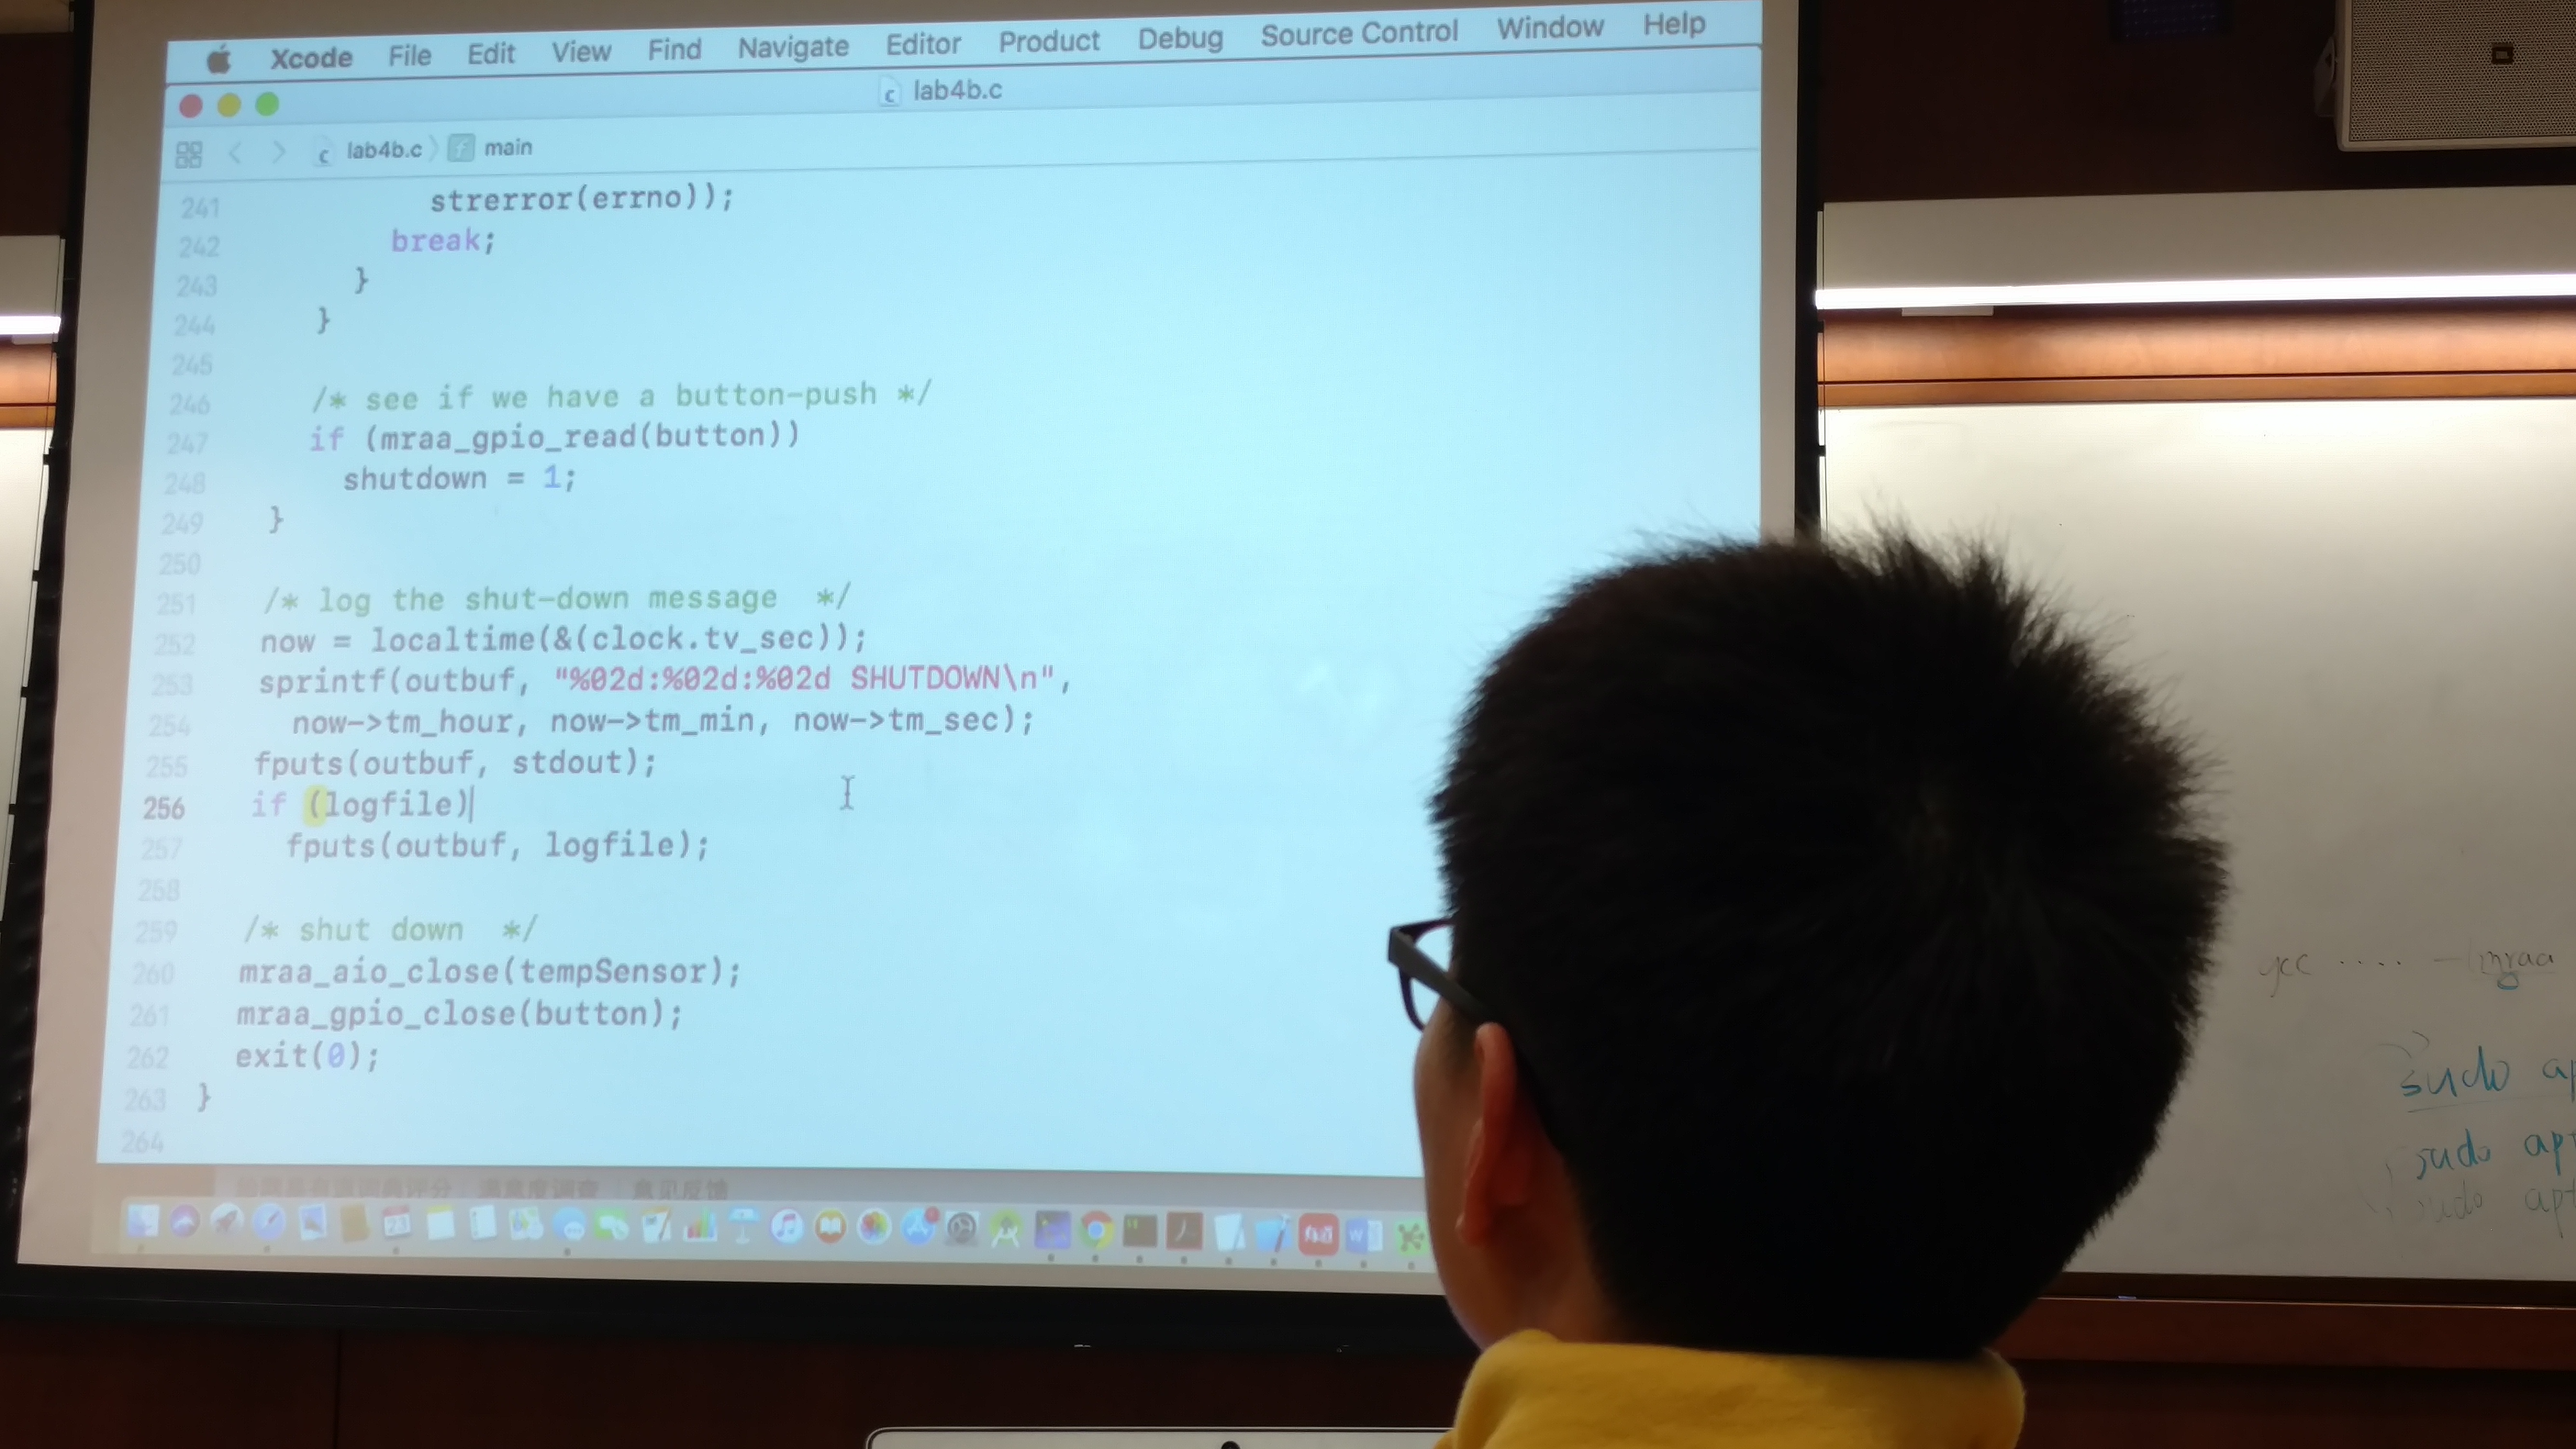 Xcode File Edit View Find Navigate Editor Product Debug Source Control Window Help
lab4b.c
lab4b.c main
241 strerror(errno));
242 break;
243 }
244 }
245
246 /* see if we have a button-push */
247 if (mraa_gpio_read(button))
248 shutdown = 1;
249 }
250
251 /* log the shut-down message */
252 now = localtime(&(clock.tv_sec));
253 sprintf(outbuf, "%02d:%02d:%02d SHUTDOWN\n",
254 now->tm_hour, now->tm_min, now->tm_sec);
255 fputs(outbuf, stdout);
256 if (logfile)
257 fputs(outbuf, logfile);
258
259 /* shut down */
260 mraa_aio_close(tempSensor);
261 mraa_gpio_close(button);
262 exit(0);
263 }
264
gcc .... -lmraa
sudo ap
sudo apt
sudo apt